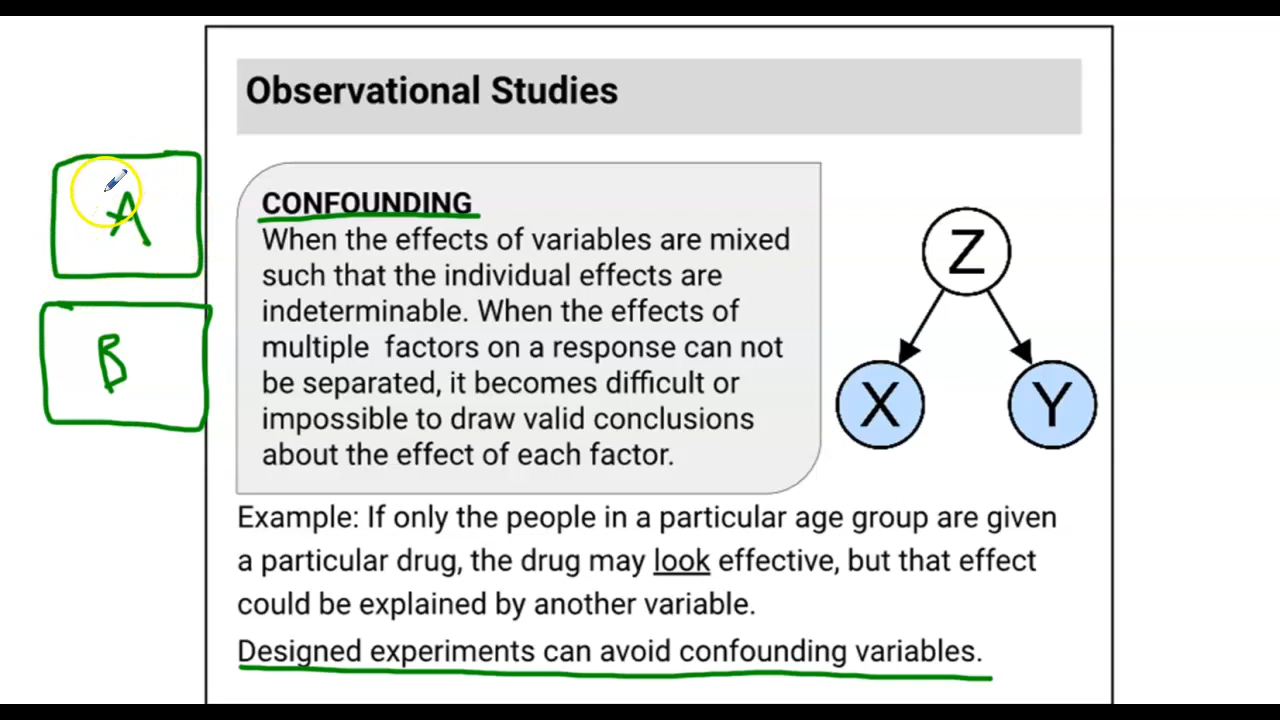 Observational Studies
A
B
CONFOUNDING
When the effects of variables are mixed
such that the individual effects are
indeterminable. When the effects of
multiple factors on a response can not
be separated, it becomes difficult or
impossible to draw valid conclusions
about the effect of each factor.
Z
X Y
Example: If only the people in a particular age group are given
a particular drug, the drug may look effective, but that effect
could be explained by another variable.
Designed experiments can avoid confounding variables.